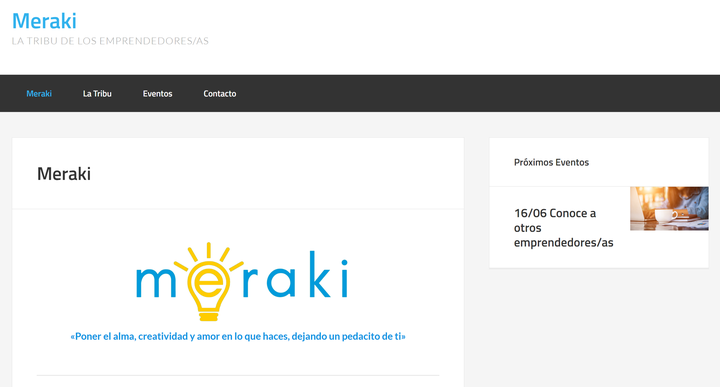 Meraki
LA TRIBU DE LOS EMPRENDEDORES/AS
Meraki
La Tribu
Eventos
Contacto
Meraki
meraki
«Poner el alma, creatividad y amor en lo que haces, dejando un pedacito de ti»
Próximos Eventos
16/06 Conoce a
otros
emprendedores/as